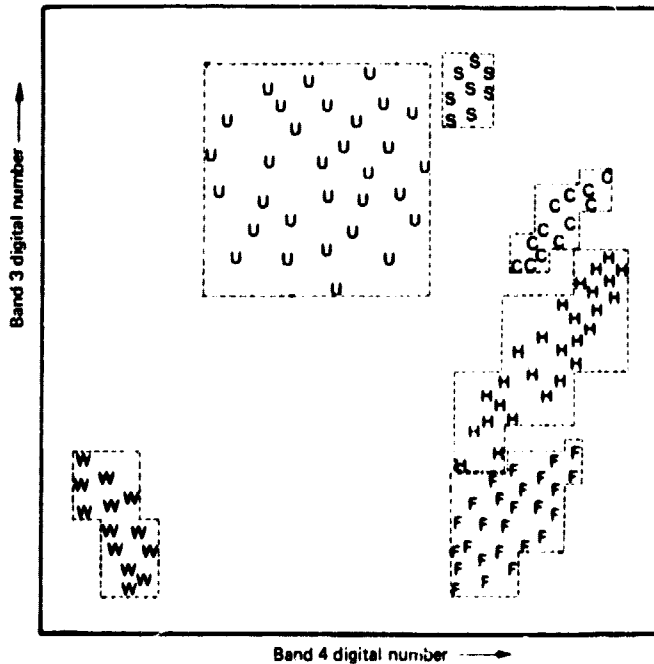 Band 3 digital number
U U U U U U U U U U U U U U U U U U U U U U U U U U U U U U U
S S S S S S S S
C C C C C C C C C C C
H H H H H H H H H H H H H H H H H H H H H H H H H H H
F F F F F F F F F F F F F F F F F F F F F F F F F F F
W W W W W W W W W W W W W
Band 4 digital number